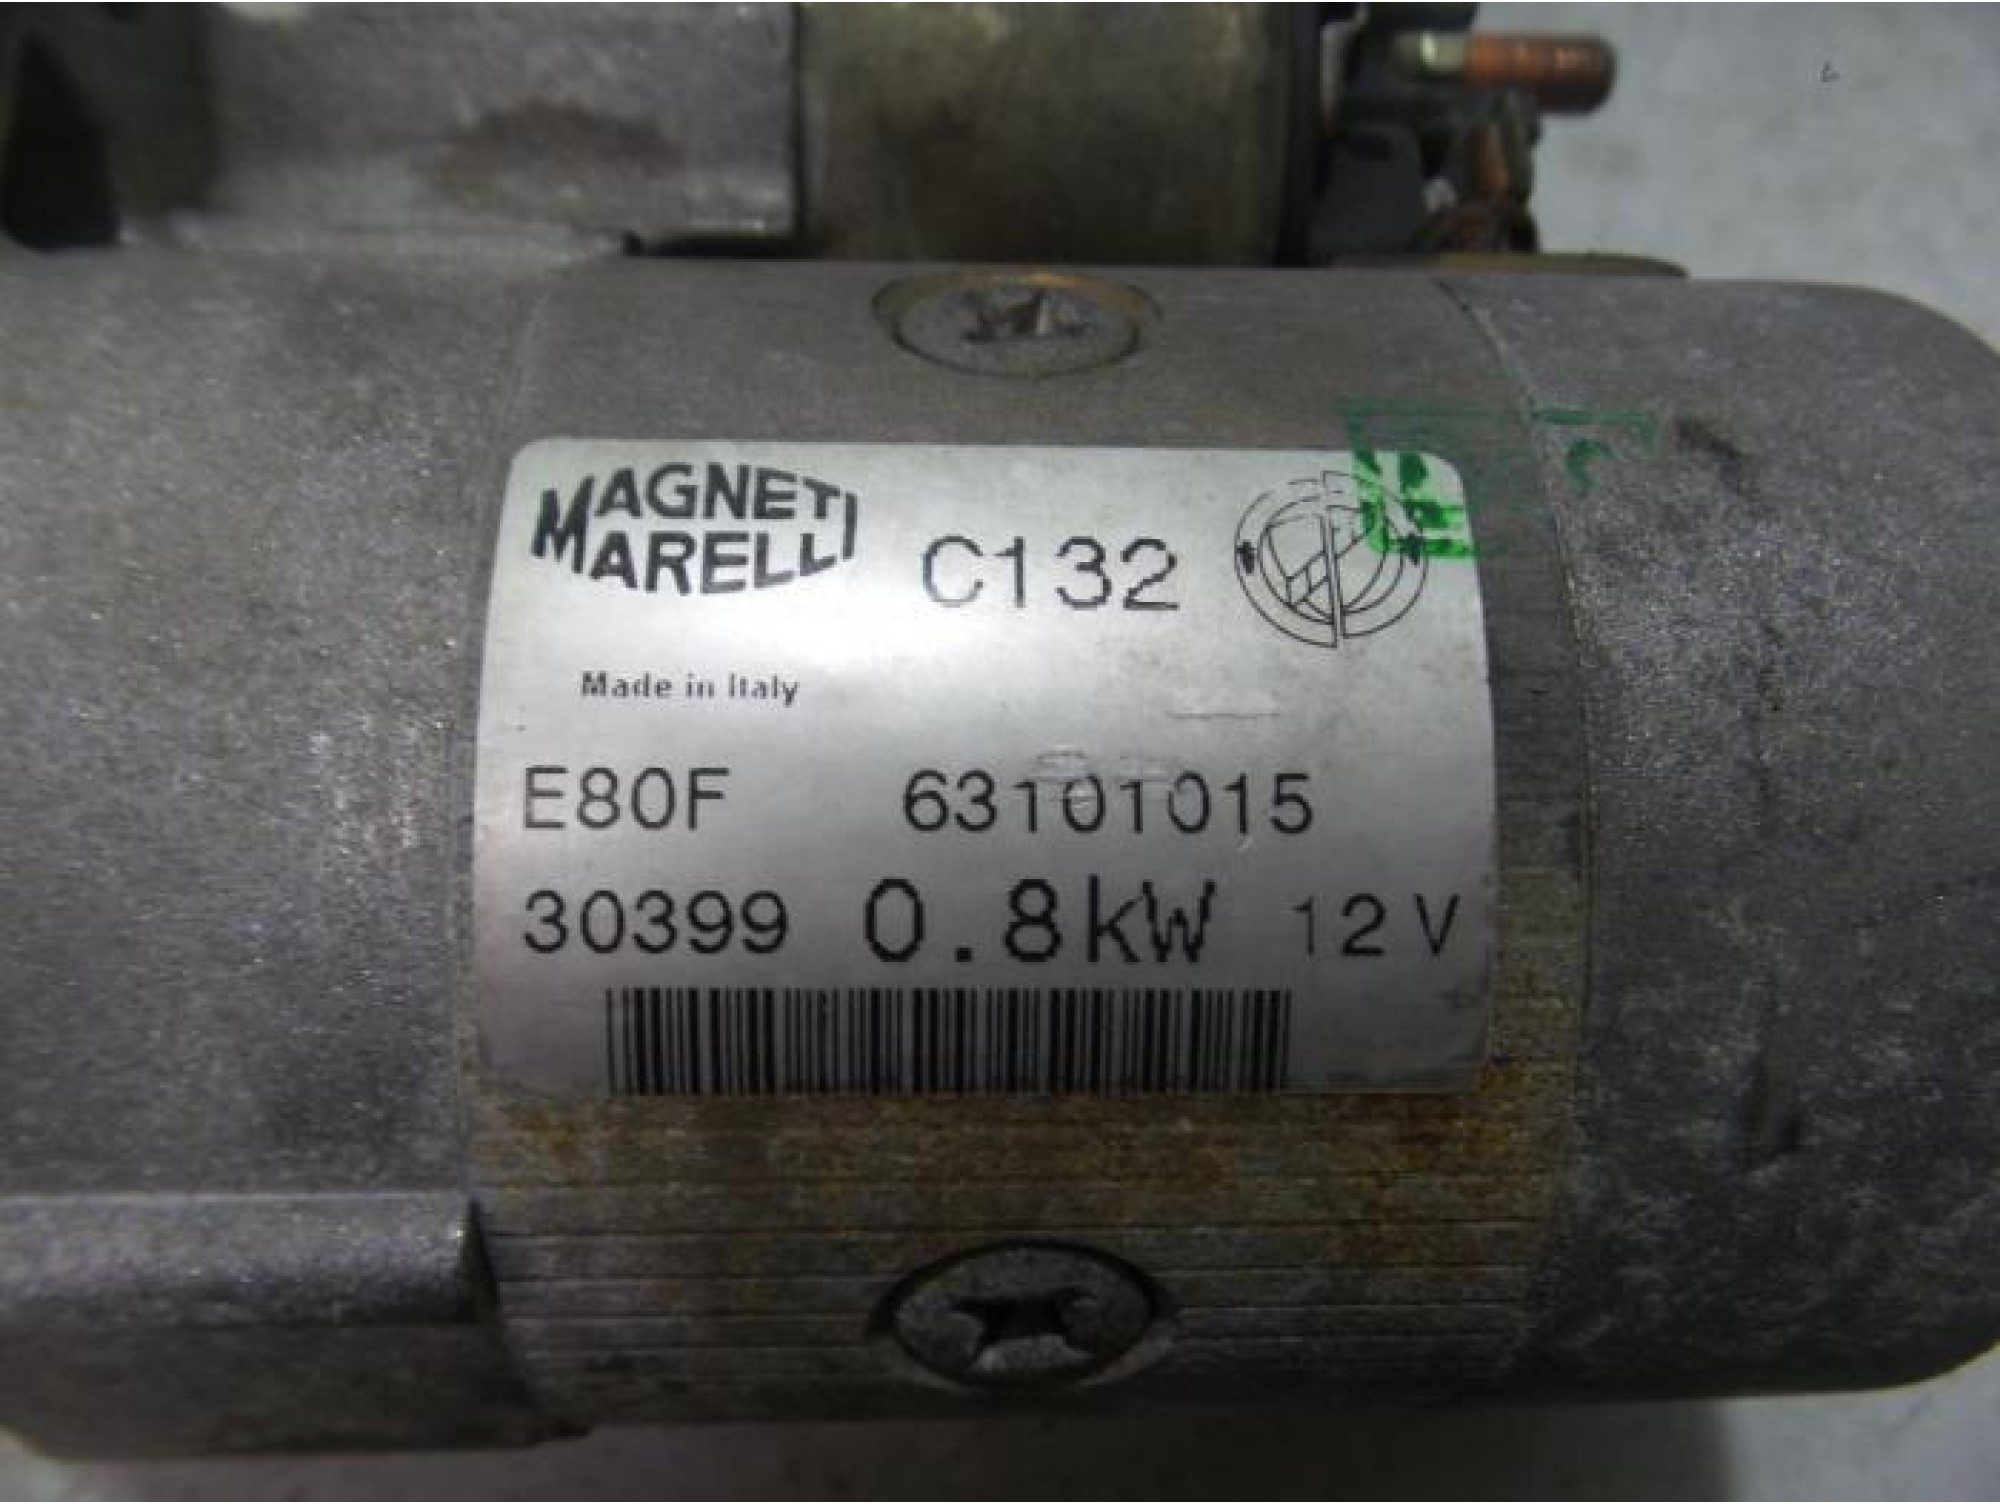 MAGNETI
MARELLI
C132
Made in Italy
E80F 63101015
30399 0.8kW 12V